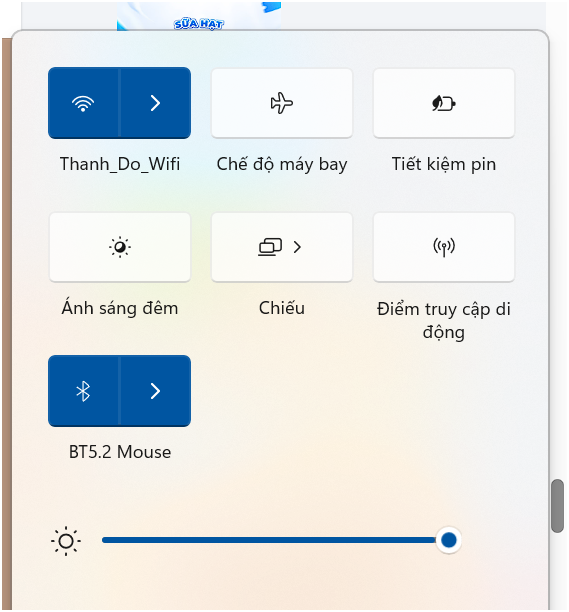 SỮA HẠT
Thanh_Do_Wifi
Chế độ máy bay
Tiết kiệm pin
Ánh sáng đêm
Chiếu
Điểm truy cập di
động
BT5.2 Mouse